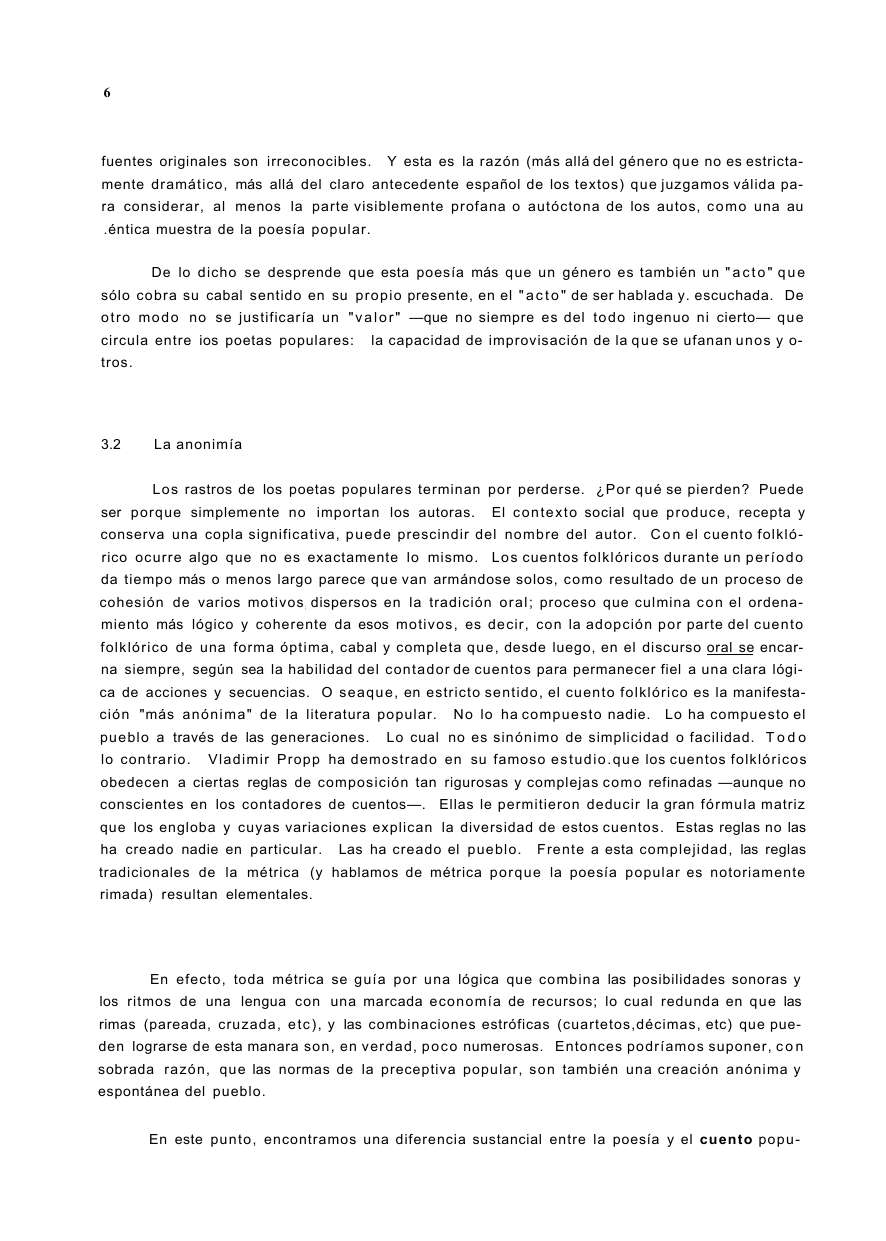 6
fuentes originales son irreconocibles. Y esta es la razón (más allá del género que no es estricta-
mente dramático, más allá del claro antecedente español de los textos) que juzgamos válida pa-
ra considerar, al menos la parte visiblemente profana o autóctona de los autos, como una au
.éntica muestra de la poesía popular.
De lo dicho se desprende que esta poesía más que un género es también un "acto" que
sólo cobra su cabal sentido en su propio presente, en el "acto" de ser hablada y. escuchada. De
otro modo no se justificaría un "valor" —que no siempre es del todo ingenuo ni cierto— que
circula entre ios poetas populares: la capacidad de improvisación de la que se ufanan unos y o-
tros.
3.2 La anonimía
Los rastros de los poetas populares terminan por perderse. ¿Por qué se pierden? Puede
ser porque simplemente no importan los autoras. El contexto social que produce, recepta y
conserva una copla significativa, puede prescindir del nombre del autor. Con el cuento folkló-
rico ocurre algo que no es exactamente lo mismo. Los cuentos folklóricos durante un período
da tiempo más o menos largo parece que van armándose solos, como resultado de un proceso de
cohesión de varios motivos dispersos en la tradición oral; proceso que culmina con el ordena-
miento más lógico y coherente da esos motivos, es decir, con la adopción por parte del cuento
folklórico de una forma óptima, cabal y completa que, desde luego, en el discurso oral se encar-
na siempre, según sea la habilidad del contador de cuentos para permanecer fiel a una clara lógi-
ca de acciones y secuencias. O seaque, en estricto sentido, el cuento folklórico es la manifesta-
ción "más anónima" de la literatura popular. No lo ha compuesto nadie. Lo ha compuesto el
pueblo a través de las generaciones. Lo cual no es sinónimo de simplicidad o facilidad. Todo
lo contrario. Vladimir Propp ha demostrado en su famoso estudio.que los cuentos folklóricos
obedecen a ciertas reglas de composición tan rigurosas y complejas como refinadas —aunque no
conscientes en los contadores de cuentos—. Ellas le permitieron deducir la gran fórmula matriz
que los engloba y cuyas variaciones explican la diversidad de estos cuentos. Estas reglas no las
ha creado nadie en particular. Las ha creado el pueblo. Frente a esta complejidad, las reglas
tradicionales de la métrica (y hablamos de métrica porque la poesía popular es notoriamente
rimada) resultan elementales.
En efecto, toda métrica se guía por una lógica que combina las posibilidades sonoras y
los ritmos de una lengua con una marcada economía de recursos; lo cual redunda en que las
rimas (pareada, cruzada, etc), y las combinaciones estróficas (cuartetos,décimas, etc) que pue-
den lograrse de esta manara son, en verdad, poco numerosas. Entonces podríamos suponer, con
sobrada razón, que las normas de la preceptiva popular, son también una creación anónima y
espontánea del pueblo.
En este punto, encontramos una diferencia sustancial entre la poesía y el cuento popu-